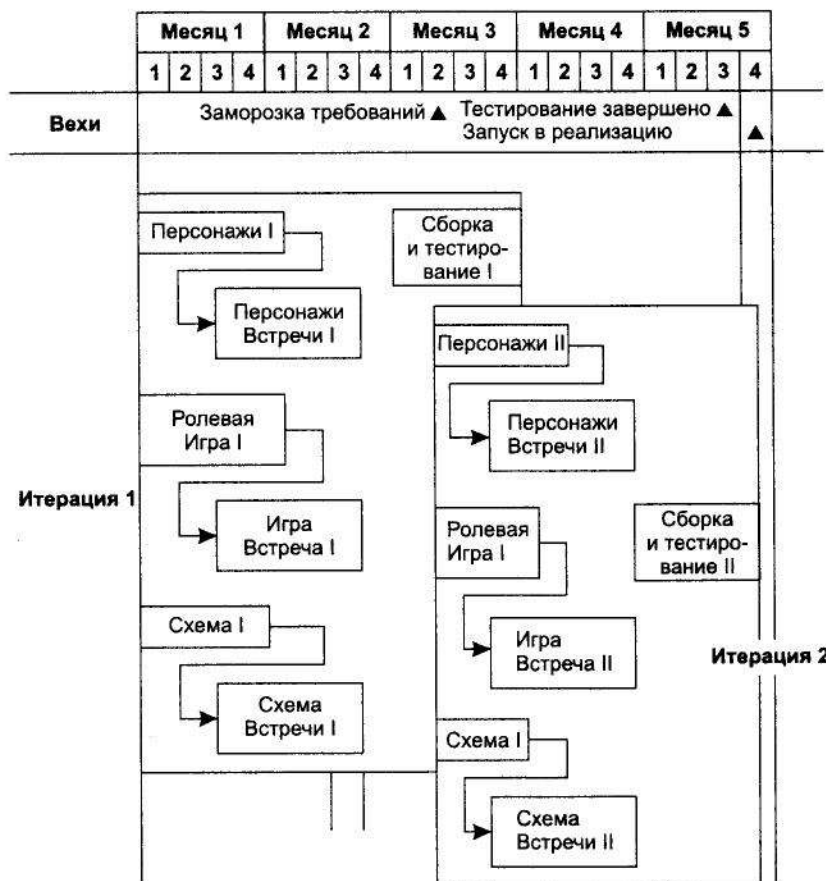 Месяц 1 Месяц 2 Месяц 3 Месяц 4 Месяц 5
1 2 3 4 1 2 3 4 1 2 3 4 1 2 3 4 1 2 3 4
Вехи
Заморозка требований ▲
Тестирование завершено ▲
Запуск в реализацию ▲
Персонажи I
Сборка
и тестиро-
вание I
Персонажи
Встречи I
Персонажи II
Ролевая
Игра I
Персонажи
Встречи II
Итерация 1
Игра
Встреча I
Ролевая
Игра I
Сборка
и тестиро-
вание II
Схема I
Игра
Встреча II
Итерация 2
Схема
Встречи I
Схема I
Схема
Встречи II